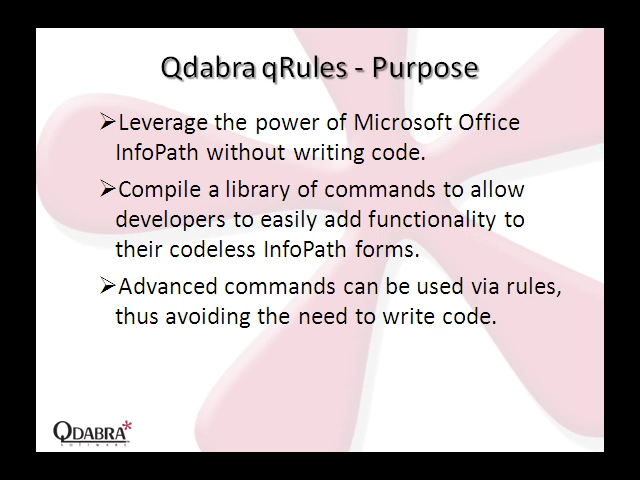 Qdabra qRules - Purpose
➢Leverage the power of Microsoft Office
InfoPath without writing code.
➢Compile a library of commands to allow
developers to easily add functionality to
their codeless InfoPath forms.
➢Advanced commands can be used via rules,
thus avoiding the need to write code.
QDABRA*
SOFTWARE